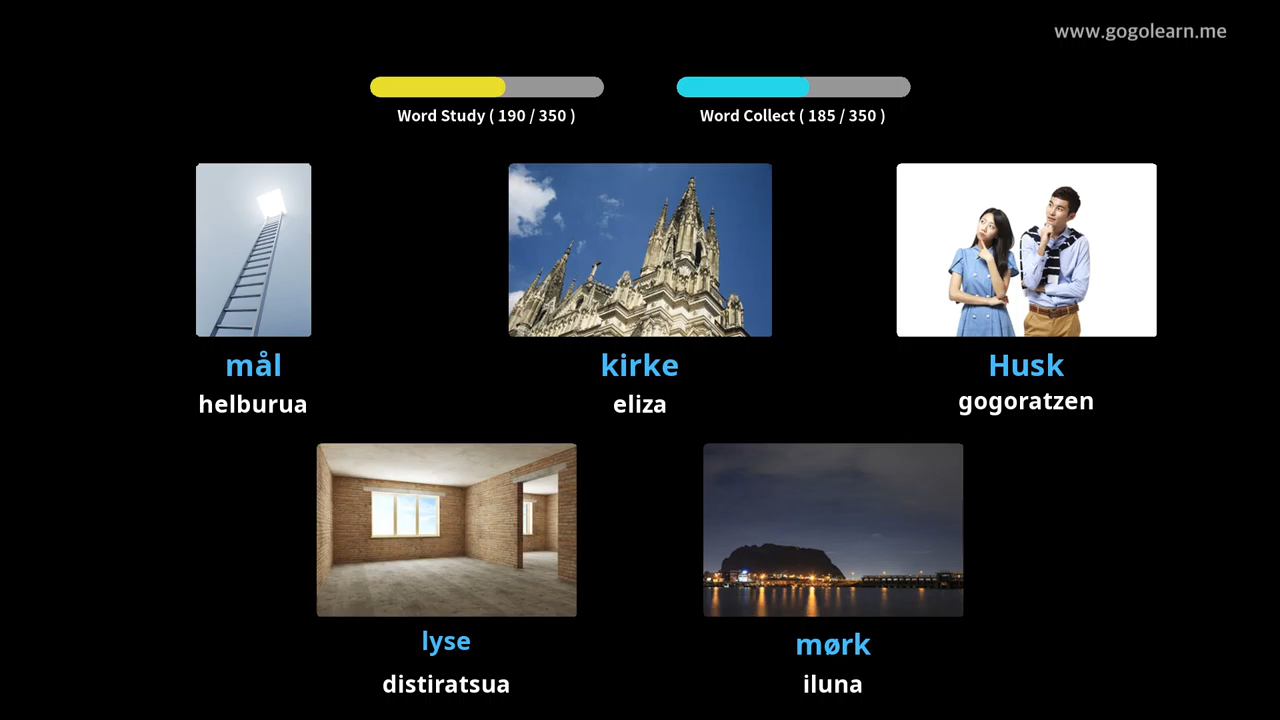 www.gogolearn.me
Word Study ( 190 / 350 )
Word Collect ( 185 / 350 )
mål
kirke
Husk
helburua
eliza
gogoratzen
lyse
mørk
distiratsua
iluna